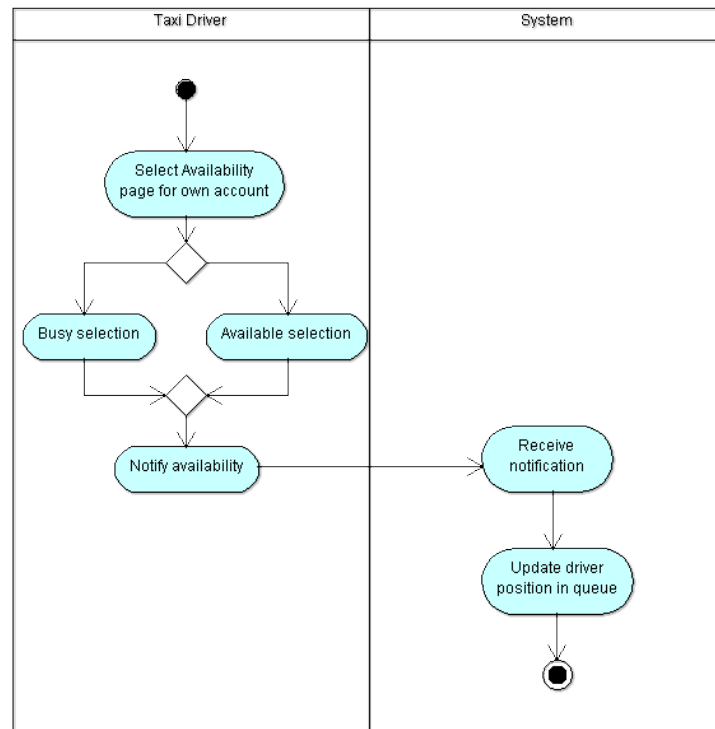 Taxi Driver
System
Select Availability
page for own account
Busy selection
Available selection
Notify availability
Receive
notification
Update driver
position in queue